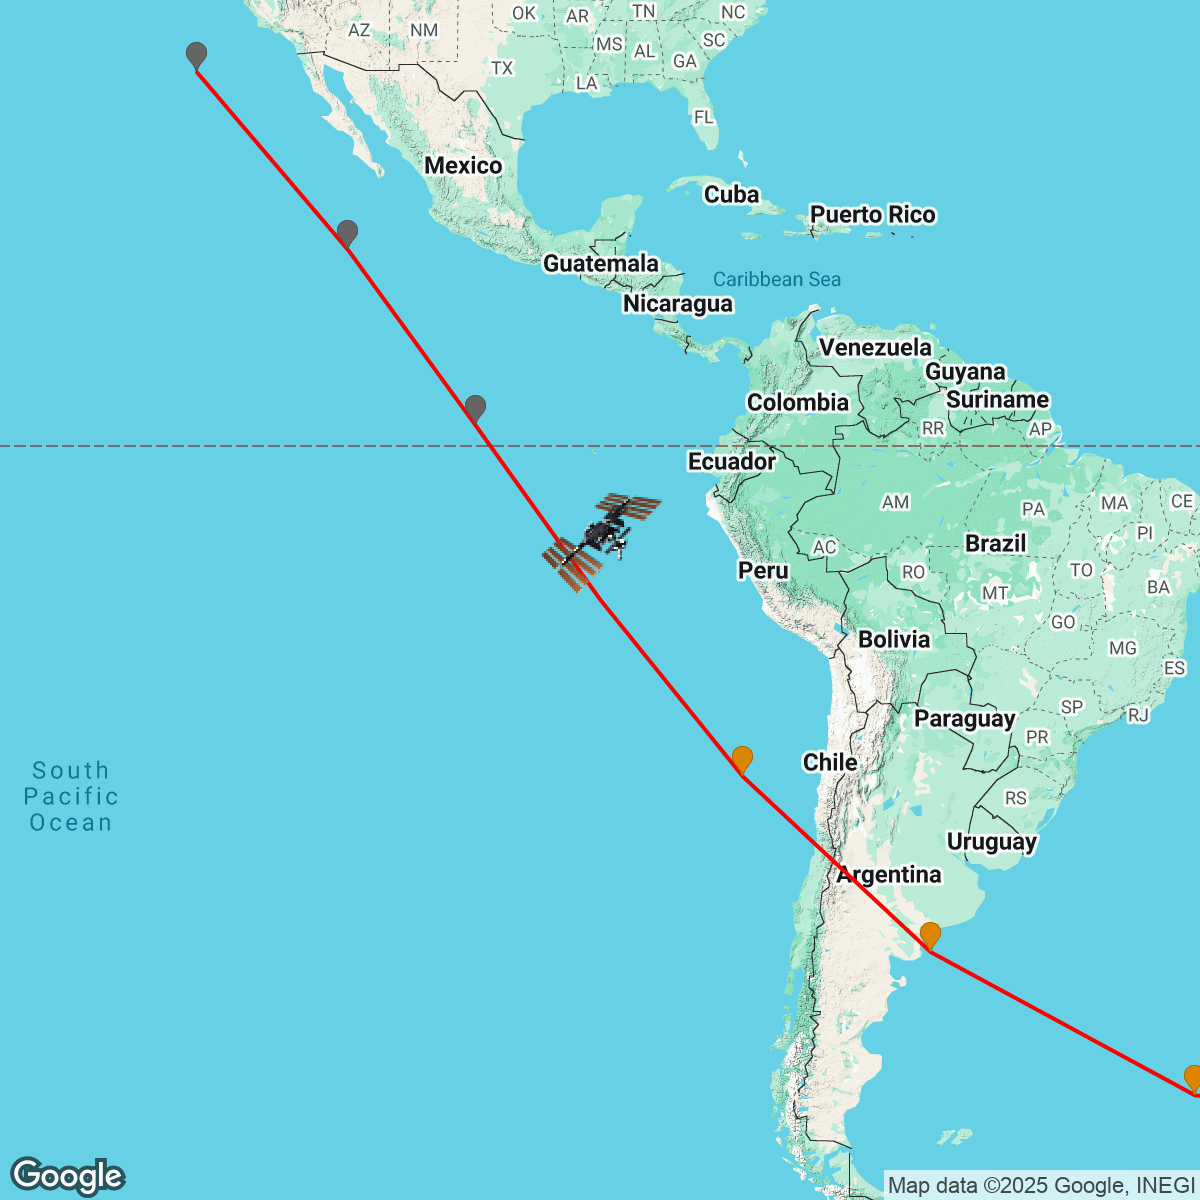 OK
AR
TN
NC
AZ
NM
MS
AL
SC
GA
TX
LA
FL
Mexico
Cuba
Puerto Rico
Guatemala
Caribbean Sea
Nicaragua
Venezuela
Guyana
Colombia
Suriname
RR
AP
Ecuador
AM
PA
MA
CE
PI
AC
Brazil
Peru
RO
TO
MT
BA
GO
Bolivia
MG
ES
SP
RJ
Paraguay
PR
Chile
South
Pacific
Ocean
RS
Uruguay
Argentina
Google
Map data ©2025 Google, INEGI